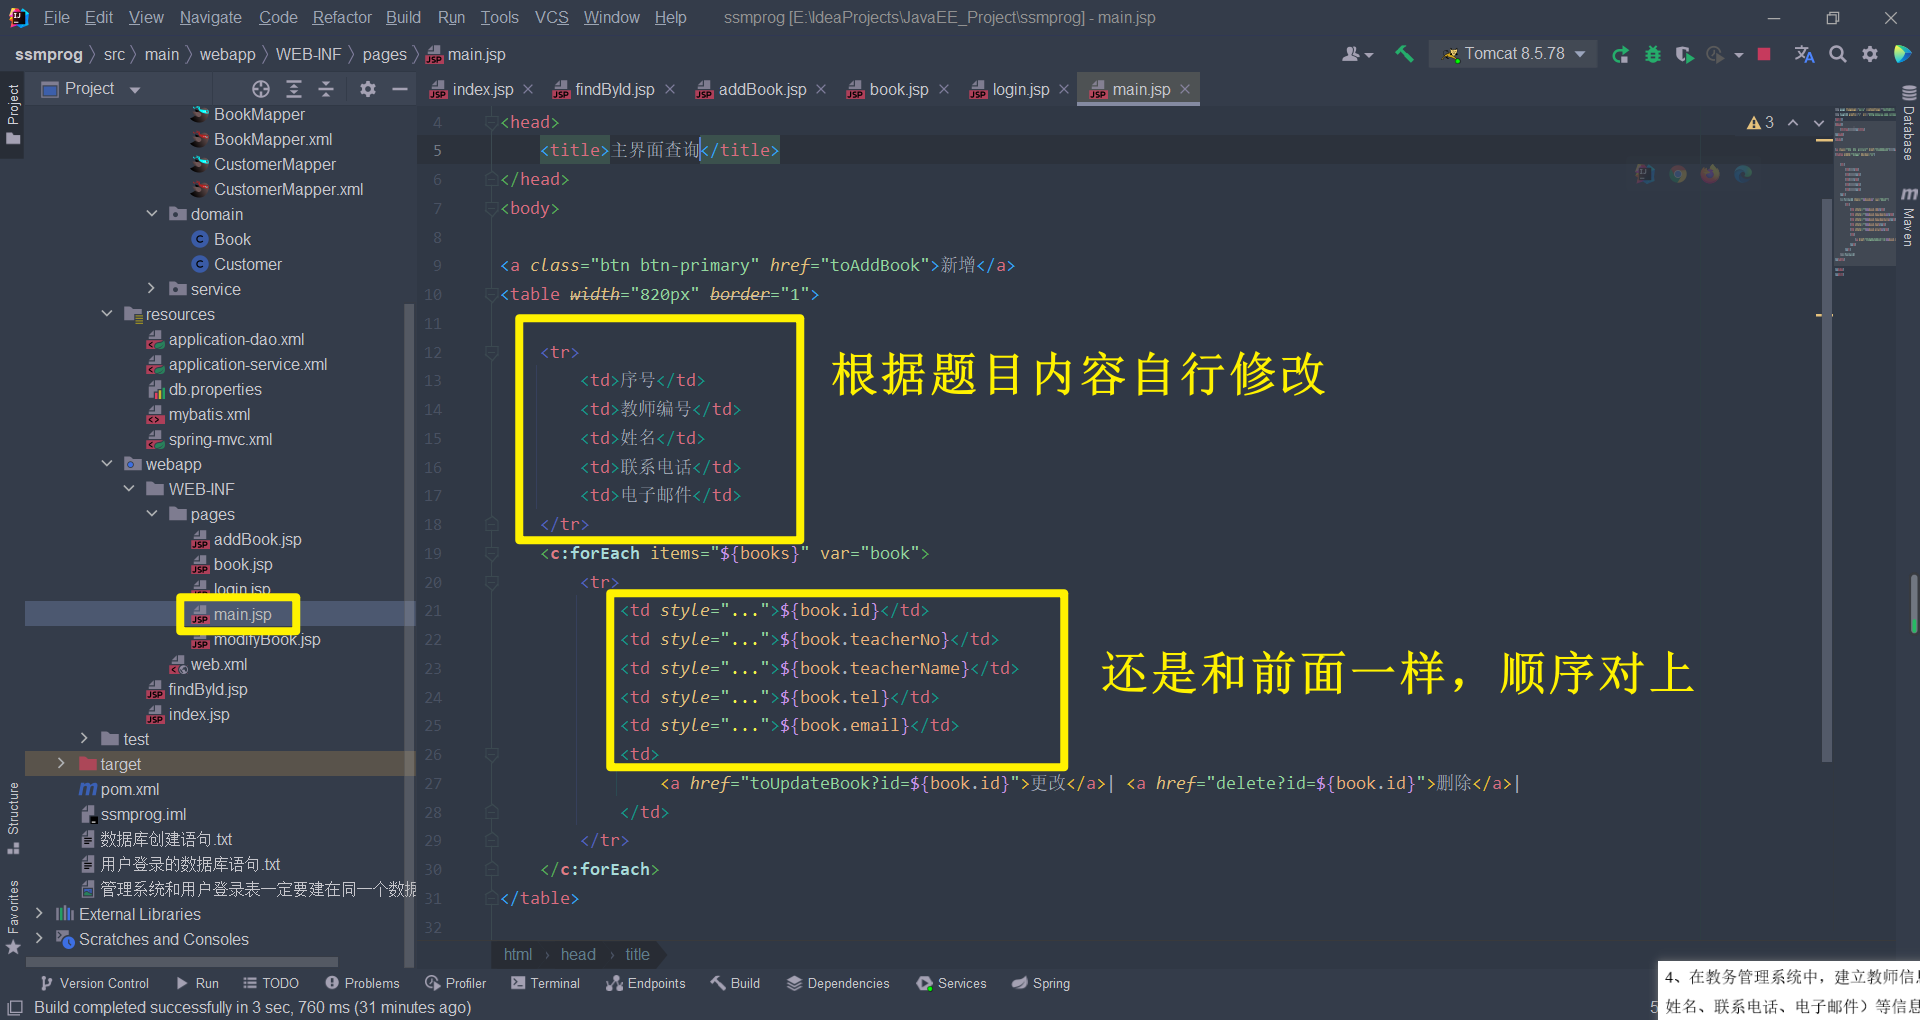 File Edit View Navigate Code Refactor Build Run Tools VCS Window Help ssmprog [E:\IdeaProjects\JavaEE_Project\ssmprog] - main.jsp
ssmprog src main webapp WEB-INF pages main.jsp
Tomcat 8.5.78
Project
Project
index.jsp
findById.jsp
addBook.jsp
book.jsp
login.jsp
main.jsp
BookMapper
BookMapper.xml
CustomerMapper
CustomerMapper.xml
domain
Book
Customer
service
resources
application-dao.xml
application-service.xml
db.properties
mybatis.xml
spring-mvc.xml
webapp
WEB-INF
pages
addBook.jsp
book.jsp
login.jsp
main.jsp
modifyBook.jsp
web.xml
findById.jsp
index.jsp
test
target
pom.xml
ssmprog.iml
数据库创建语句.txt
用户登录的数据库语句.txt
管理系统和用户登录表一定要建在同一个数据
External Libraries
Scratches and Consoles
Structure
Favorites
Database
Maven
3
4 <head>
5 <title>主界面查询</title>
6 </head>
7 <body>
8
9 <a class="btn btn-primary" href="toAddBook">新增</a>
10 <table width="820px" border="1">
11
12 <tr>
13 <td>序号</td>
14 <td>教师编号</td>
15 <td>姓名</td>
16 <td>联系电话</td>
17 <td>电子邮件</td>
18 </tr>
根据题目内容自行修改
19 <c:forEach items="${books}" var="book">
20 <tr>
21 <td style="...">${book.id}</td>
22 <td style="...">${book.teacherNo}</td>
23 <td style="...">${book.teacherName}</td>
24 <td style="...">${book.tel}</td>
25 <td style="...">${book.email}</td>
26 <td>
还是和前面一样，顺序对上
27 <a href="toUpdateBook?id=${book.id}">更改</a>| <a href="delete?id=${book.id}">删除</a>|
28 </td>
29 </tr>
30 </c:forEach>
31 </table>
32
html head title
Version Control Run TODO Problems Profiler Terminal Endpoints Build Dependencies Services Spring
Build completed successfully in 3 sec, 760 ms (31 minutes ago)
5
4、在教务管理系统中，建立教师信息
姓名、联系电话、电子邮件）等信息